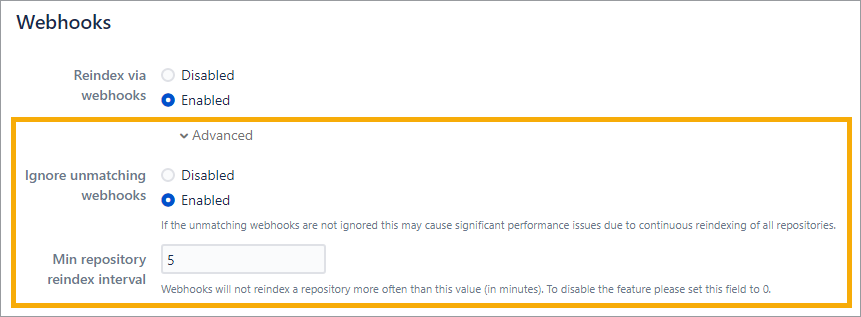 Webhooks
Reindex via webhooks
Disabled
Enabled
Advanced
Ignore unmatching webhooks
Disabled
Enabled
If the unmatching webhooks are not ignored this may cause significant performance issues due to continuous reindexing of all repositories.
Min repository reindex interval
5
Webhooks will not reindex a repository more often than this value (in minutes). To disable the feature please set this field to 0.